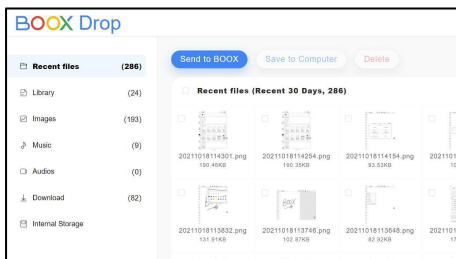 BOOX Drop
Send to BOOX Save to Computer Delete
Recent files (286)
Library (24)
Images (193)
Music (9)
Audios (0)
Download (82)
Internal Storage
Recent files (Recent 30 Days, 286)
20211018114301.png 20211018114254.png 20211018114154.png
190.46KB 190.35KB 93.53KB
20211018113832.png 20211018113746.png 20211018113648.png
131.91KB 102.87KB 82.92KB